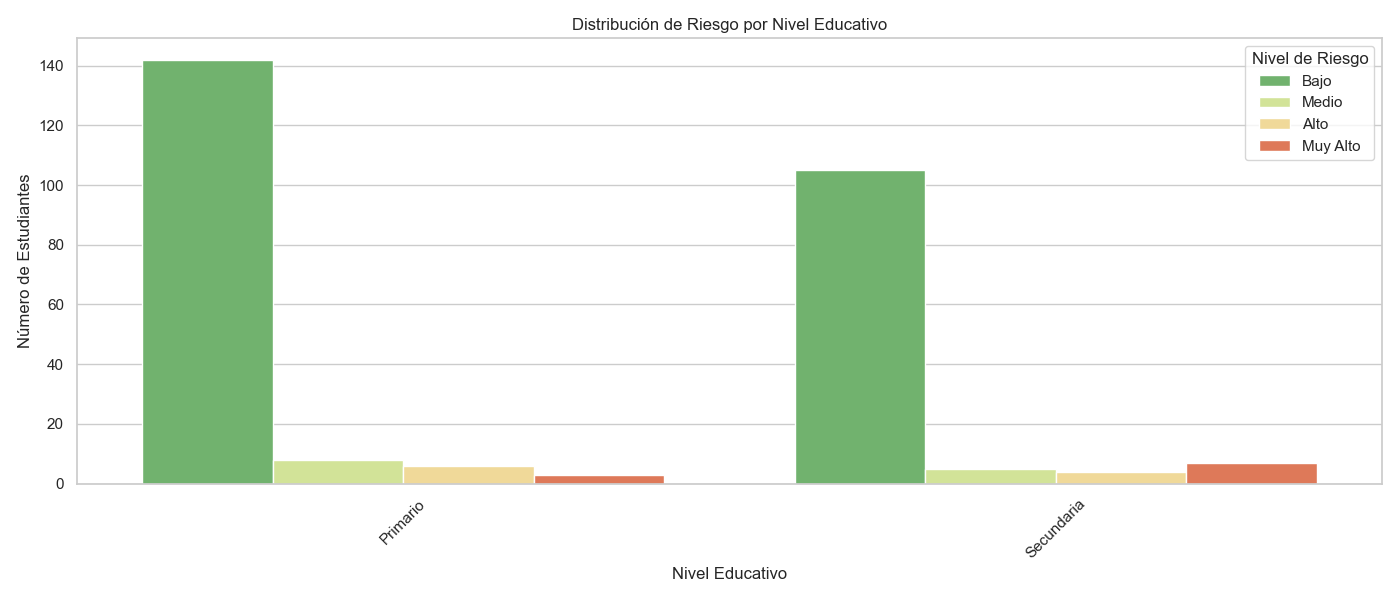 Distribución de Riesgo por Nivel Educativo
Número de Estudiantes
140
120
100
80
60
40
20
0
Nivel de Riesgo
Bajo
Medio
Alto
Muy Alto
Primario
Secundaria
Nivel Educativo